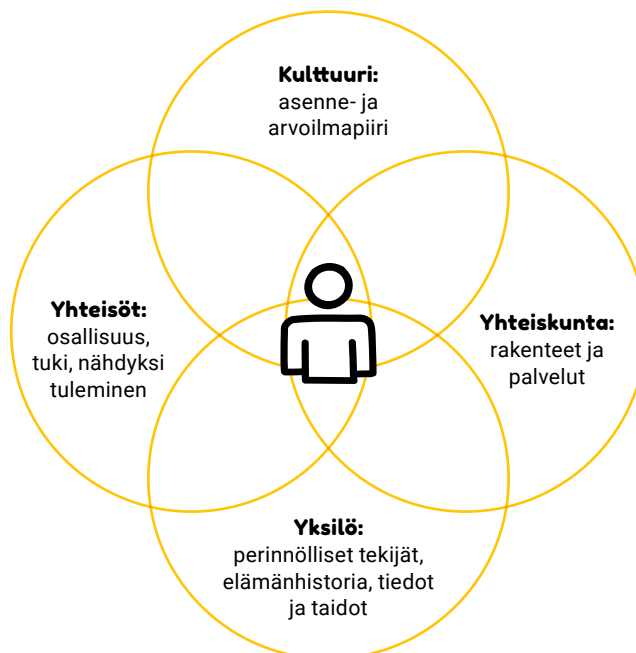 Kulttuuri:
asenne- ja
arvoilmapiiri
Yhteisöt:
osallisuus,
tuki, nähdyksi
tuleminen
Yhteiskunta:
rakenteet ja
palvelut
Yksilö:
perinnölliset tekijät,
elämänhistoria, tiedot
ja taidot